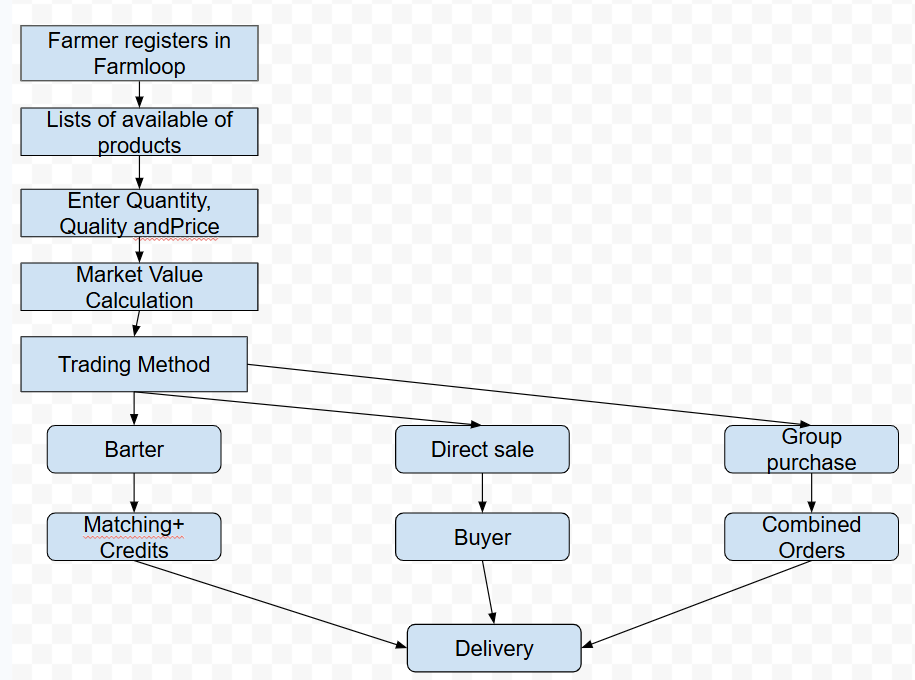 Farmer registers in
Farmloop
Lists of available of
products
Enter Quantity,
Quality andPrice
Market Value
Calculation
Trading Method
Barter
Direct sale
Group
purchase
Matching+
Credits
Buyer
Combined
Orders
Delivery